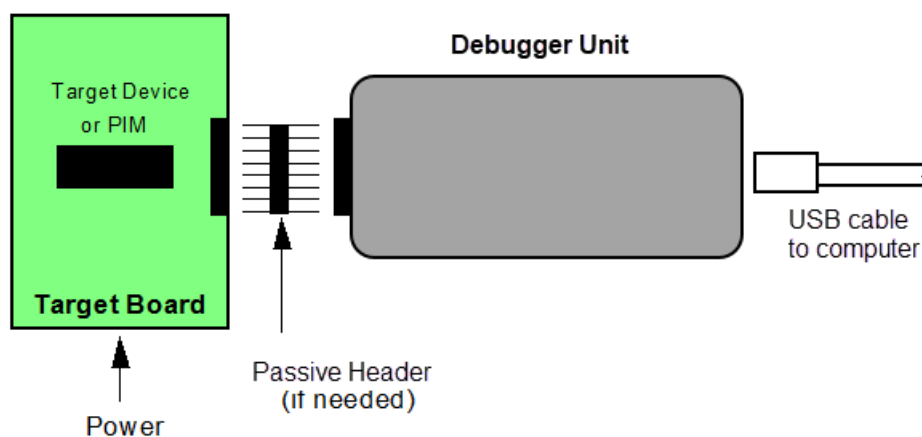 Debugger Unit
Target Device
or PIM
USB cable
to computer
Target Board
Passive Header
(if needed)
Power